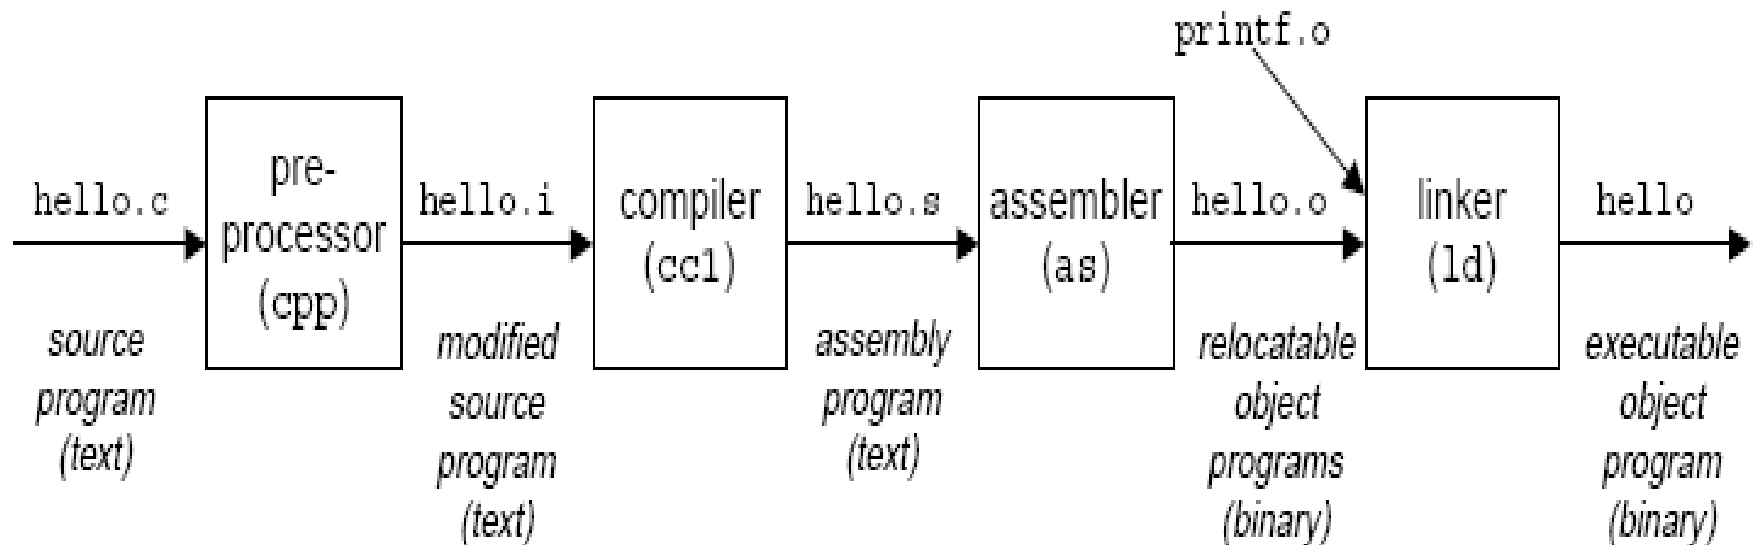 printf.o
hello.c
pre-
processor
(cpp)
hello.i
compiler
(cc1)
hello.s
assembler
(as)
hello.o
linker
(ld)
hello
source
program
(text)
modified
source
program
(text)
assembly
program
(text)
relocatable
object
programs
(binary)
executable
object
program
(binary)